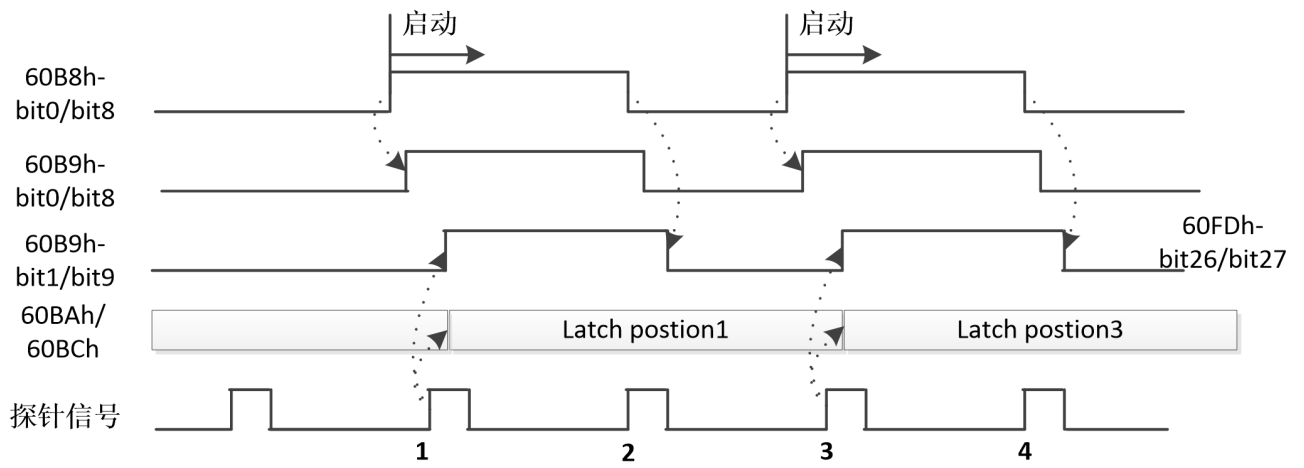 启动
启动
60B8h-
bit0/bit8
60B9h-
bit0/bit8
60B9h-
bit1/bit9
60FDh-
bit26/bit27
60BAh/
60BCh
Latch postion1
Latch postion3
探针信号
1
2
3
4